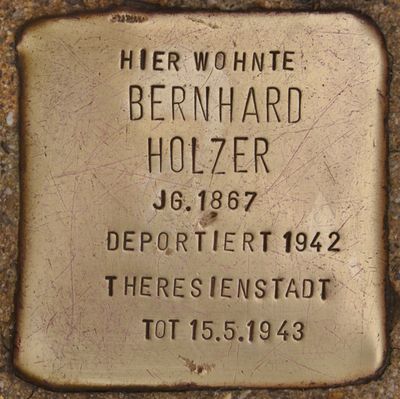 HIER WOHNTE
BERNHARD
HOLZER
JG. 1867
DEPORTIERT 1942
THERESIENSTADT
TOT 15.5.1943